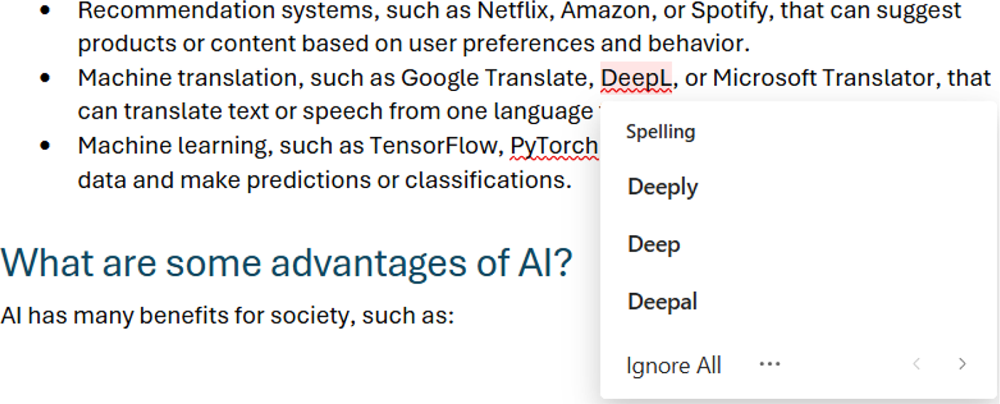 • Recommendation systems, such as Netflix, Amazon, or Spotify, that can suggest
products or content based on user preferences and behavior.
• Machine translation, such as Google Translate, DeepL, or Microsoft Translator, that
can translate text or speech from one language
• Machine learning, such as TensorFlow, PyTorch
data and make predictions or classifications.
What are some advantages of AI?
AI has many benefits for society, such as:
Spelling
Deeply
Deep
Deepal
Ignore All ···